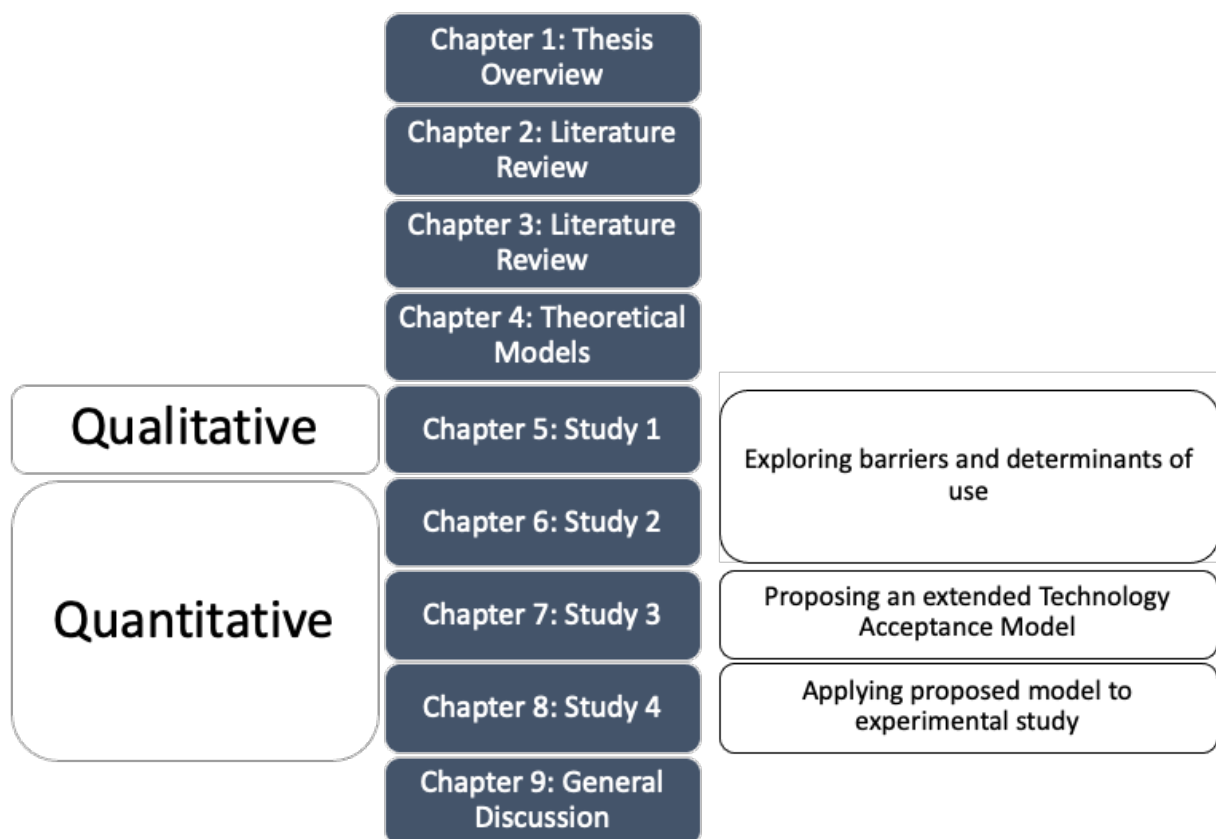 Chapter 1: Thesis
Overview
Chapter 2: Literature
Review
Chapter 3: Literature
Review
Chapter 4: Theoretical
Models
Qualitative
Chapter 5: Study 1
Exploring barriers and determinants of
use
Chapter 6: Study 2
Quantitative
Chapter 7: Study 3
Proposing an extended Technology
Acceptance Model
Chapter 8: Study 4
Applying proposed model to
experimental study
Chapter 9: General
Discussion